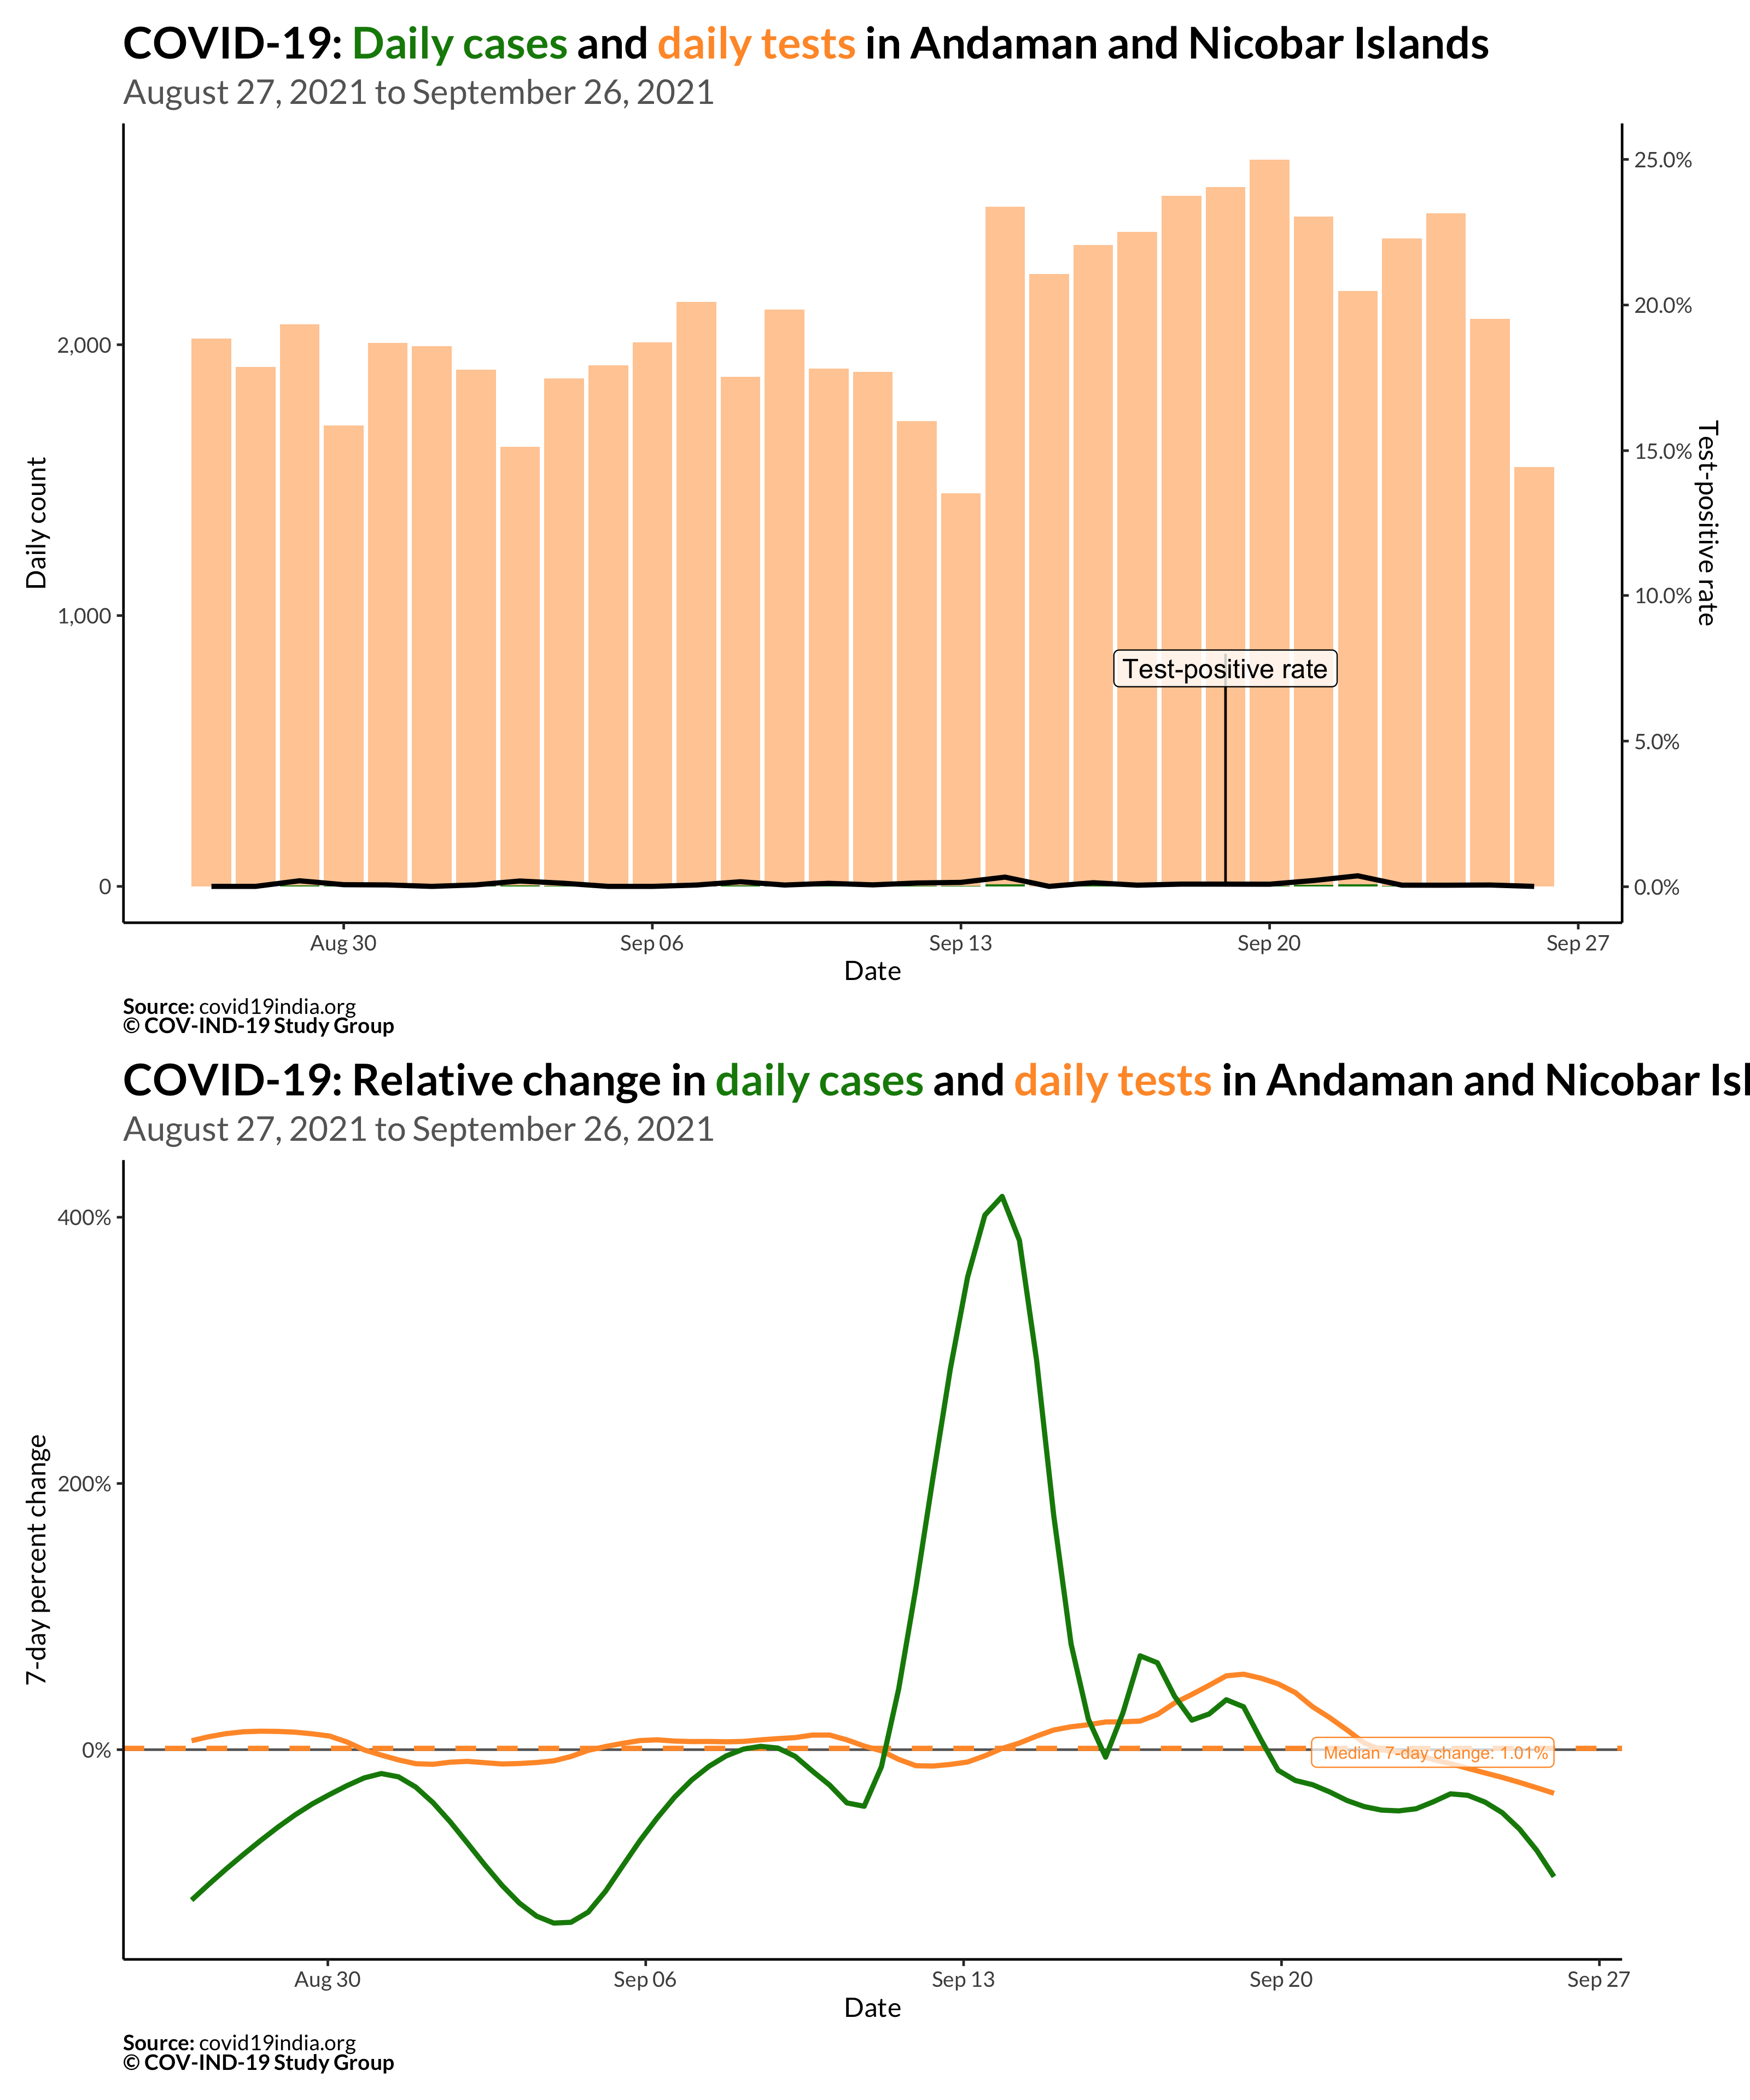 COVID-19: Daily cases and daily tests in Andaman and Nicobar Islands
August 27, 2021 to September 26, 2021
25.0%
20.0%
2,000
15.0%
Daily count
Test-positive rate
1,000
10.0%
Test-positive rate
5.0%
0
0.0%
Aug 30
Sep 06
Sep 13
Sep 20
Sep 27
Date
Source: covid19india.org
© COV-IND-19 Study Group
COVID-19: Relative change in daily cases and daily tests in Andaman and Nicobar Isl
August 27, 2021 to September 26, 2021
400%
200%
7-day percent change
0%
Median 7-day change: 1.01%
Aug 30
Sep 06
Sep 13
Sep 20
Sep 27
Date
Source: covid19india.org
© COV-IND-19 Study Group